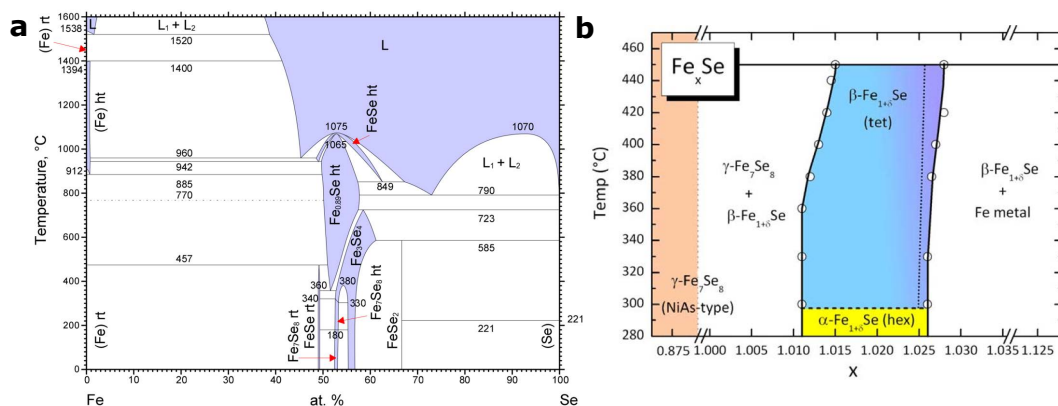 a
1600
1400
1200
1000
800
600
400
200
0
Temperature, °C
0
10
20
30
40
50
60
70
80
90
100
Fe
at. %
Se
(Fe) rt
1538
L
L₁ + L₂
1520
1394
1400
L
(Fe) ht
1075
FeSe ht
1070
1065
960
912
942
849
L₁ + L₂
885
770
790
Fe0.89Se ht
723
Fe₃Se₄
585
457
360
340
380
330
180
Fe₇Se₈ ht
(Fe) rt
Fe₇Se₈ rt
FeSe rt
FeSe₂
221
221
(Se)
b
460
440
420
400
380
360
340
320
300
280
Temp (°C)
FeₓSe
β-Fe₁₊δSe
(tet)
γ-Fe₇Se₈
+
β-Fe₁₊δSe
β-Fe₁₊δSe
+
Fe metal
γ-Fe₇Se₈
(NiAs-type)
α-Fe₁₊δSe (hex)
0.875
1.000
1.005
1.010
1.015
1.020
1.025
1.030
1.035
1.125
x